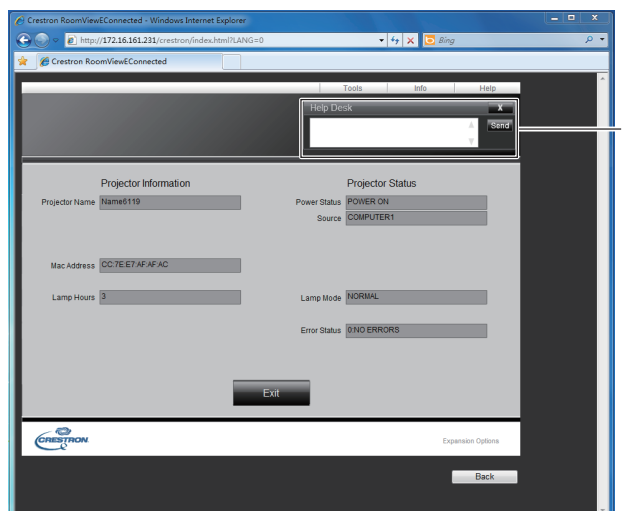 Crestron RoomViewEConnected - Windows Internet Explorer
http://172.16.161.231/crestron/index.html?LANG=0
Bing
Crestron RoomViewEConnected
Tools Info Help
Help Desk X
Send
Projector Information Projector Status
Projector Name Name6119 Power Status POWER ON
Source COMPUTER1
Mac Address CC:7E:E7:AF:AF:AC
Lamp Hours 3 Lamp Mode NORMAL
Error Status 0:NO ERRORS
Exit
CRESTRON Expansion Options
Back